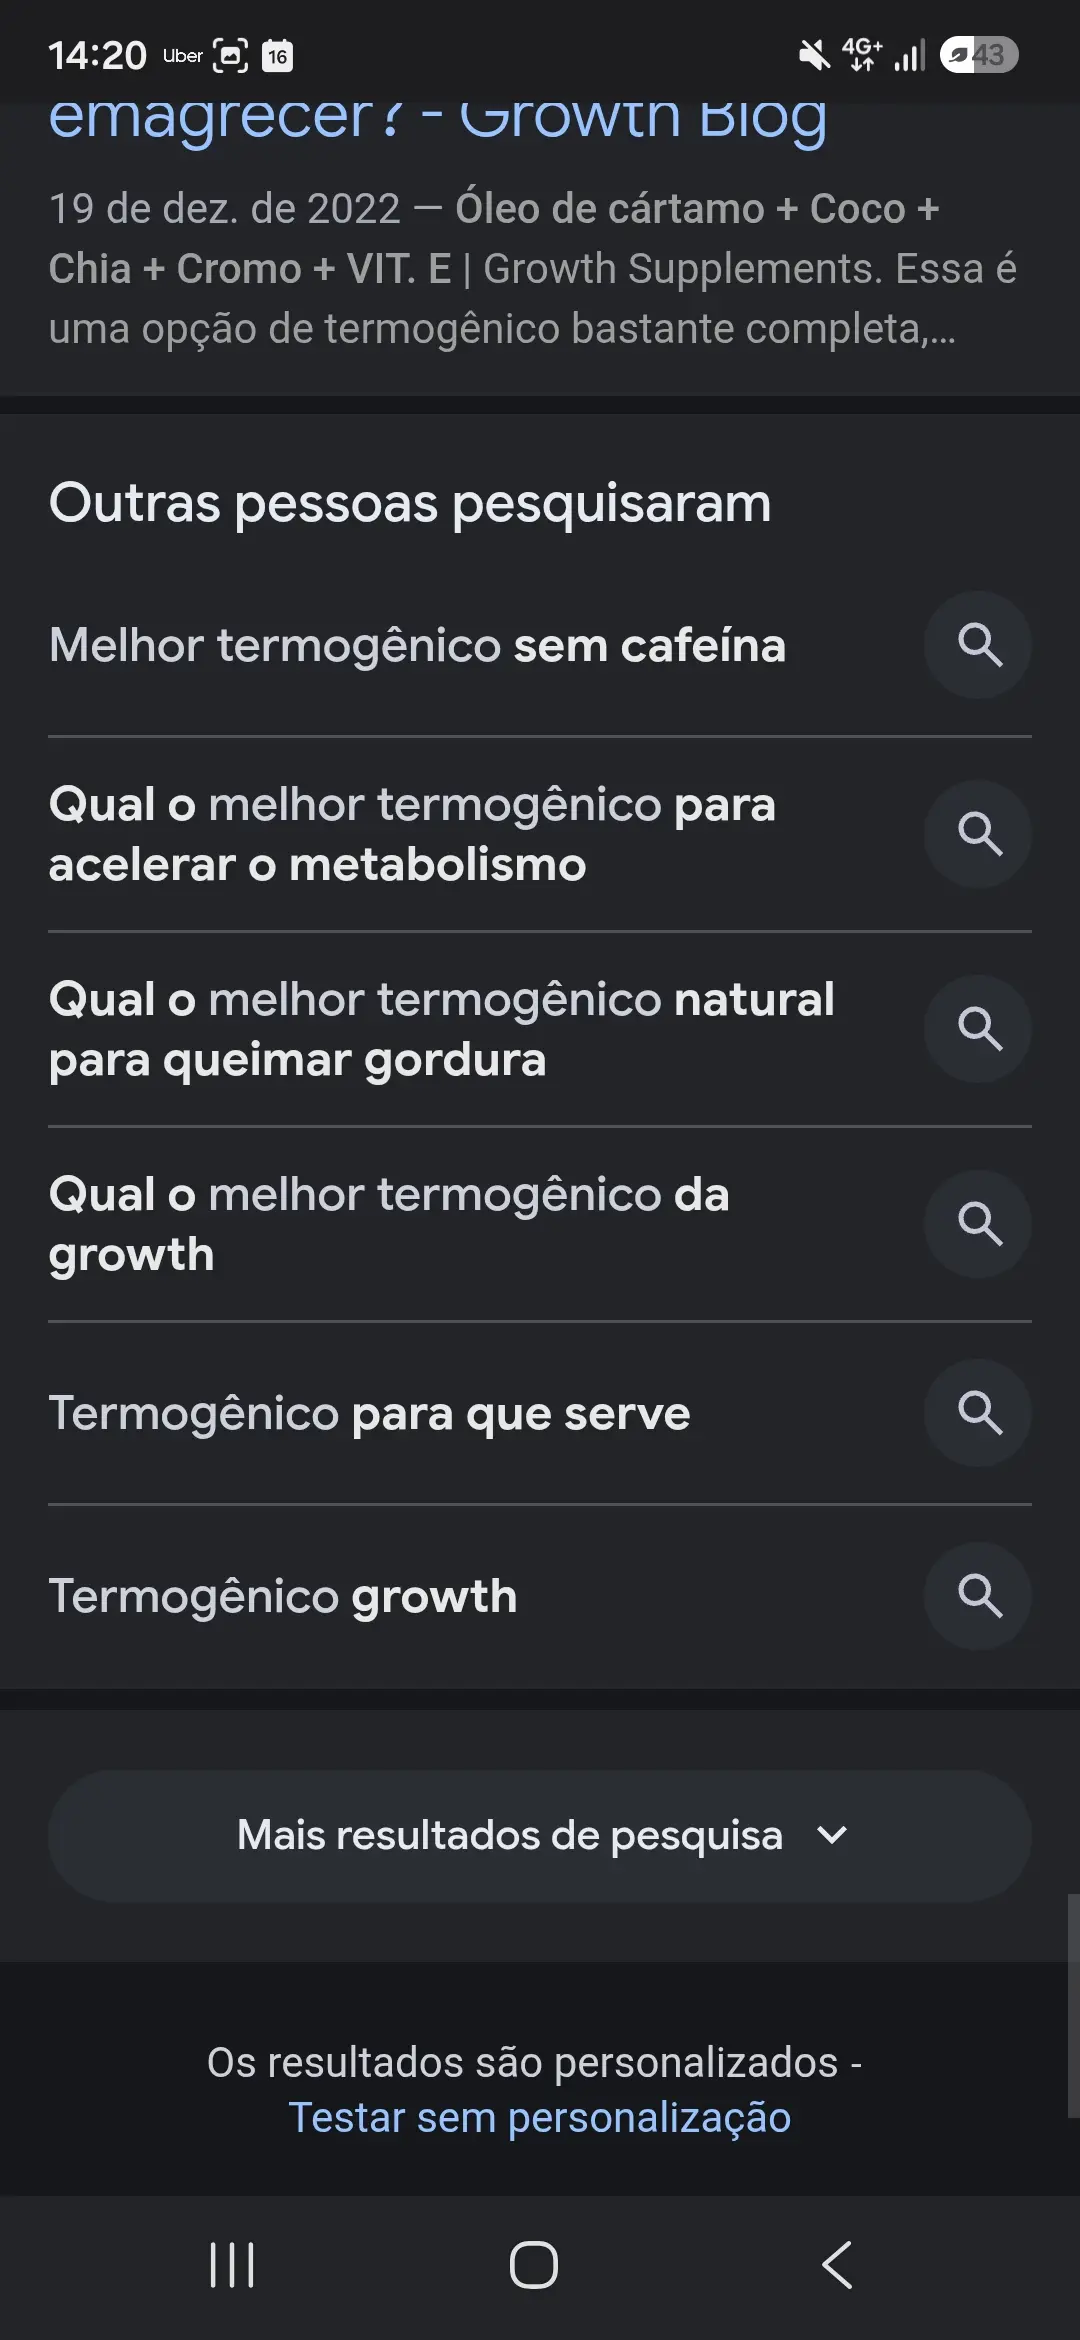 14:20 Uber 16 4G+ 43
emagrecer? - Growth Blog
19 de dez. de 2022 — Óleo de cártamo + Coco +
Chia + Cromo + VIT. E | Growth Supplements. Essa é
uma opção de termogênico bastante completa,...
Outras pessoas pesquisaram
Melhor termogênico sem cafeína
Qual o melhor termogênico para
acelerar o metabolismo
Qual o melhor termogênico natural
para queimar gordura
Qual o melhor termogênico da
growth
Termogênico para que serve
Termogênico growth
Mais resultados de pesquisa
Os resultados são personalizados -
Testar sem personalização